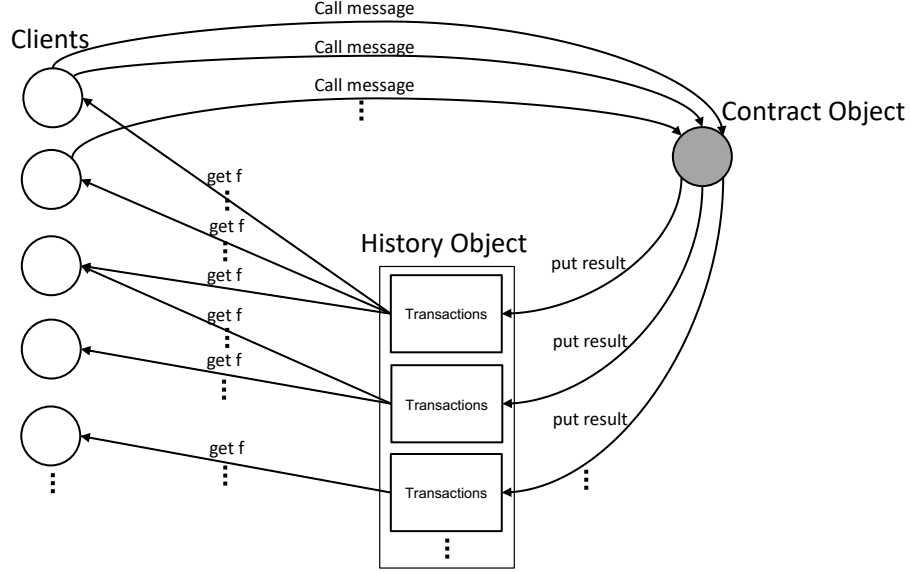 Call message
Clients
Call message
Call message
Contract Object
get f
get f
History Object
get f
put result
get f
Transactions
put result
get f
Transactions
put result
get f
Transactions